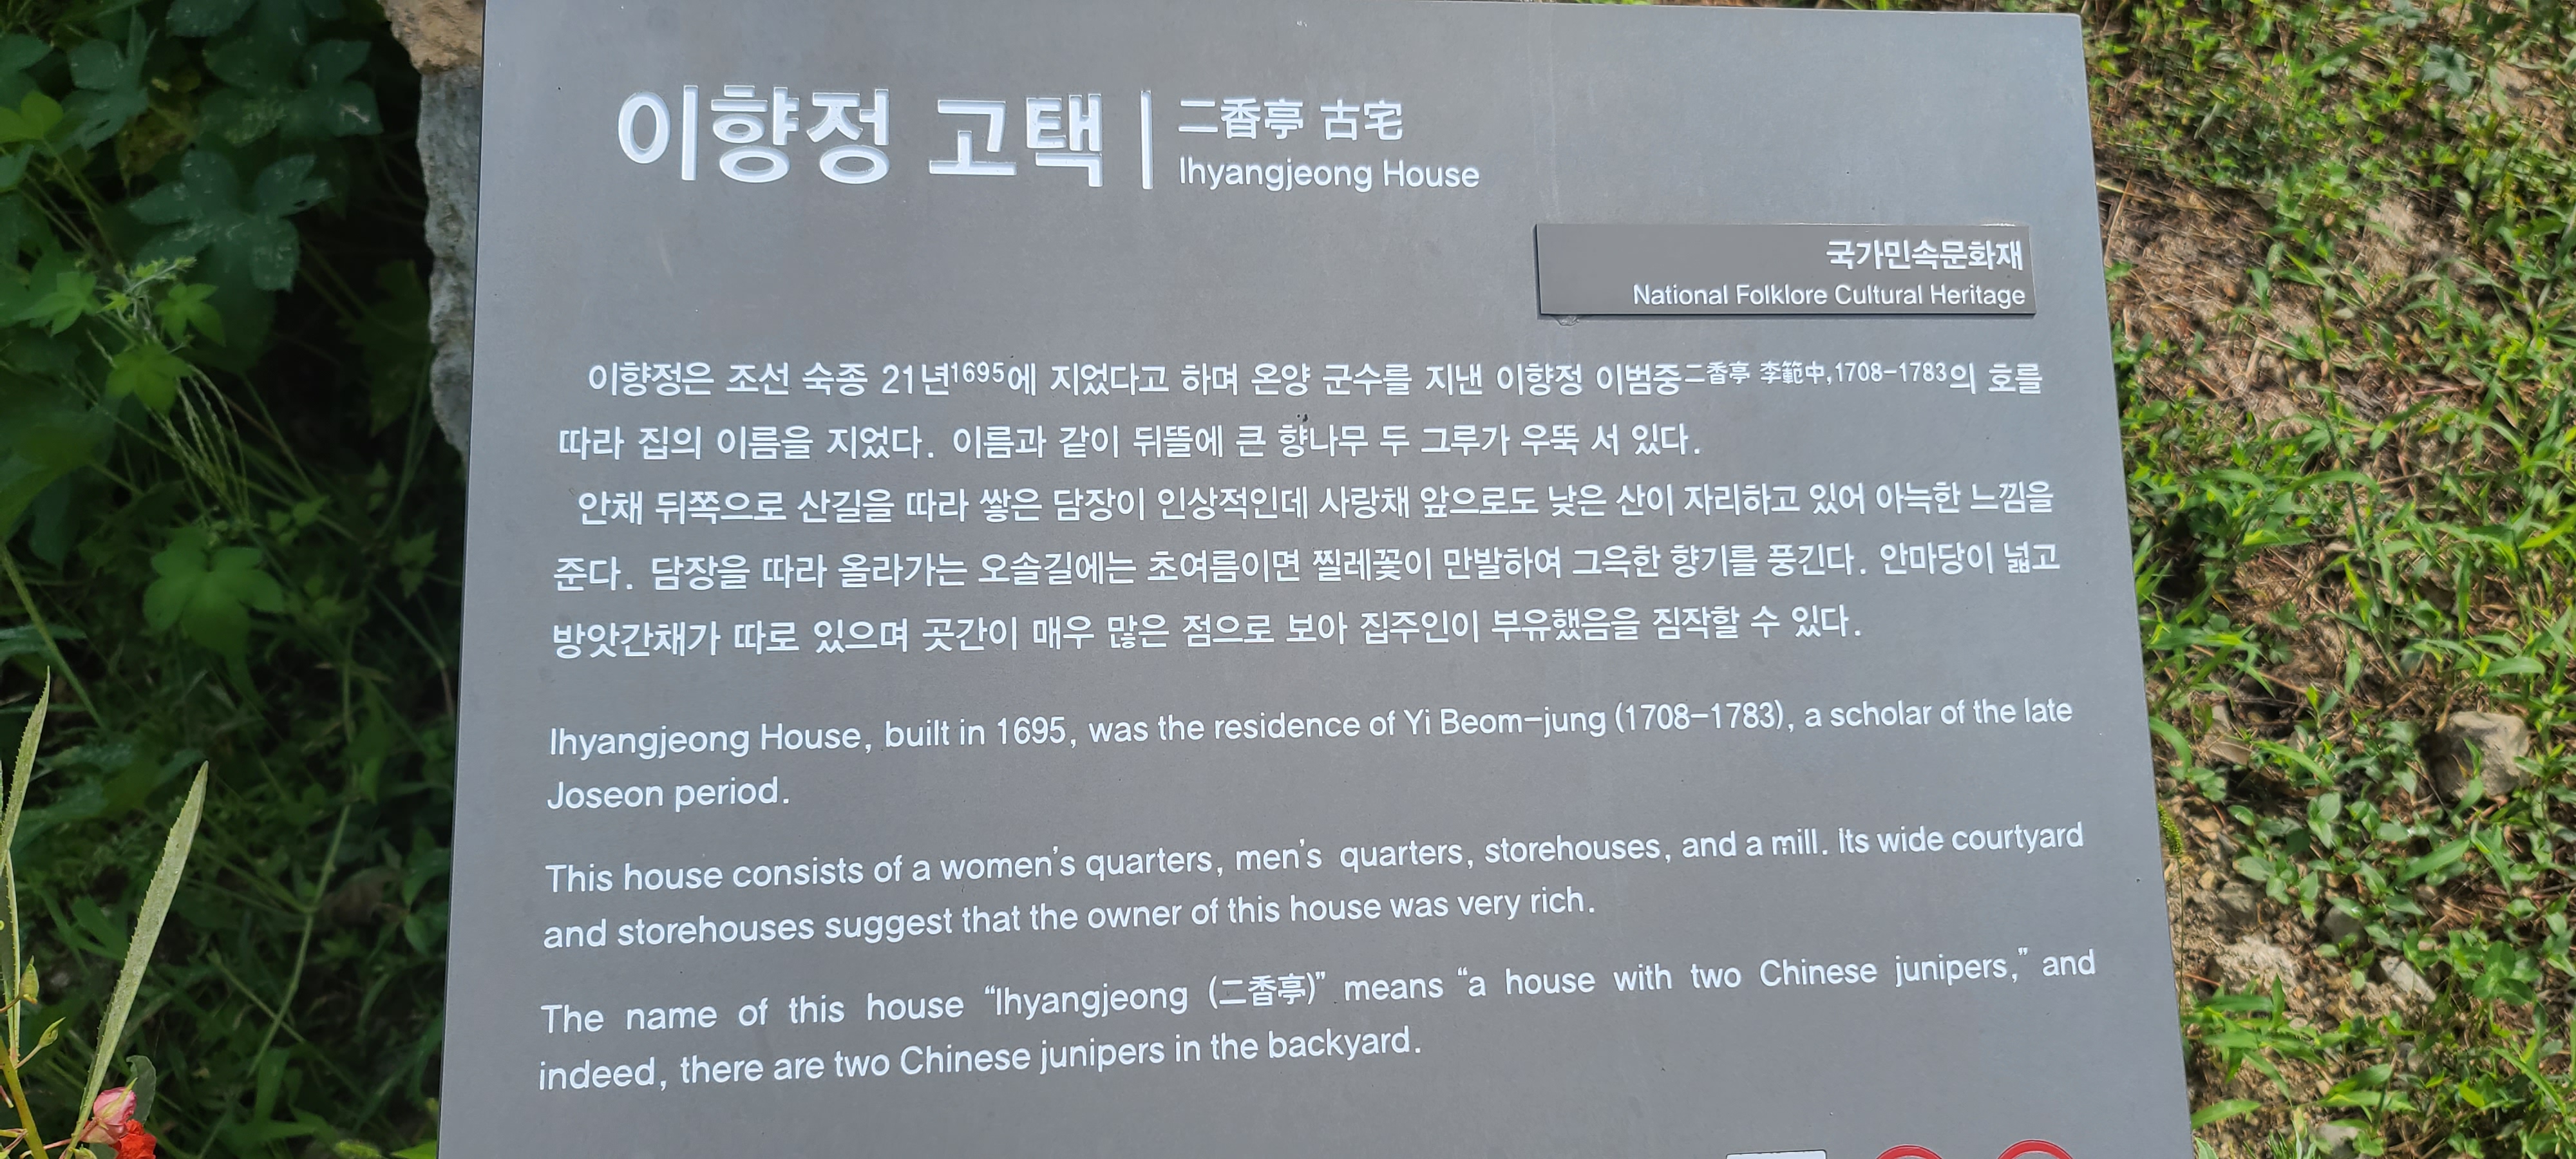 이향정 고택 | 二香亭 古宅
Ihyangjeong House
국가민속문화재
National Folklore Cultural Heritage
이향정은 조선 숙종 21년1695에 지었다고 하며 온양 군수를 지낸 이향정 이범중二香亭 李範中,1708-1783의 호를
따라 집의 이름을 지었다. 이름과 같이 뒤뜰에 큰 향나무 두 그루가 우뚝 서 있다.
안채 뒤쪽으로 산길을 따라 쌓은 담장이 인상적인데 사랑채 앞으로도 낮은 산이 자리하고 있어 아늑한 느낌을
준다. 담장을 따라 올라가는 오솔길에는 초여름이면 찔레꽃이 만발하여 그윽한 향기를 풍긴다. 안마당이 넓고
방앗간채가 따로 있으며 곳간이 매우 많은 점으로 보아 집주인이 부유했음을 짐작할 수 있다.
Ihyangjeong House, built in 1695, was the residence of Yi Beom-jung (1708-1783), a scholar of the late
Joseon period.
This house consists of a women's quarters, men's quarters, storehouses, and a mill. Its wide courtyard
and storehouses suggest that the owner of this house was very rich.
The name of this house “Ihyangjeong (二香亭)” means “a house with two Chinese junipers,” and
indeed, there are two Chinese junipers in the backyard.